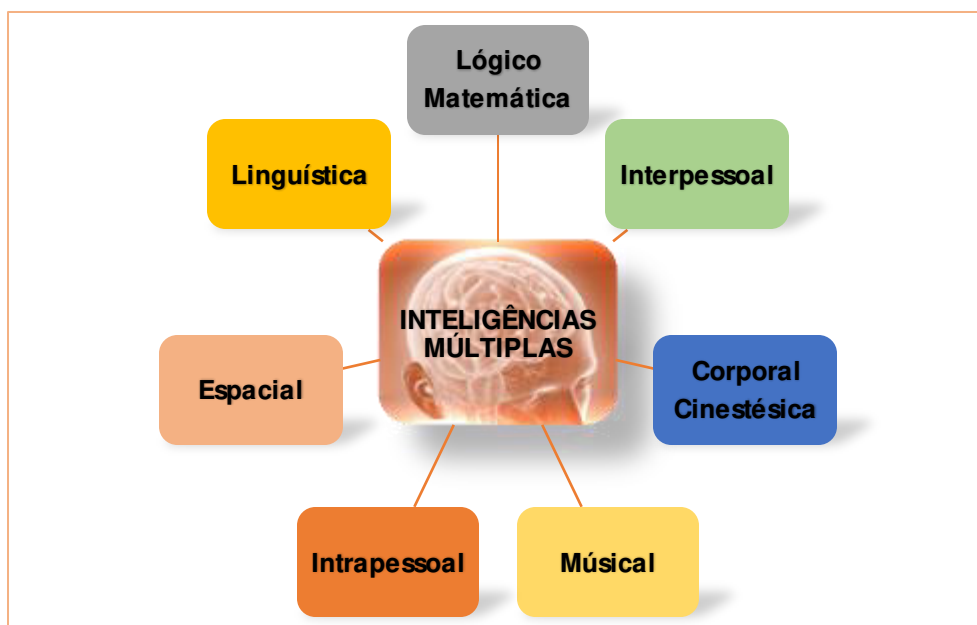 Lógico
Matemática
Linguística
Interpessoal
INTELIGÊNCIAS
MÚLTIPLAS
Espacial
Corporal
Cinestésica
Intrapessoal
Músical